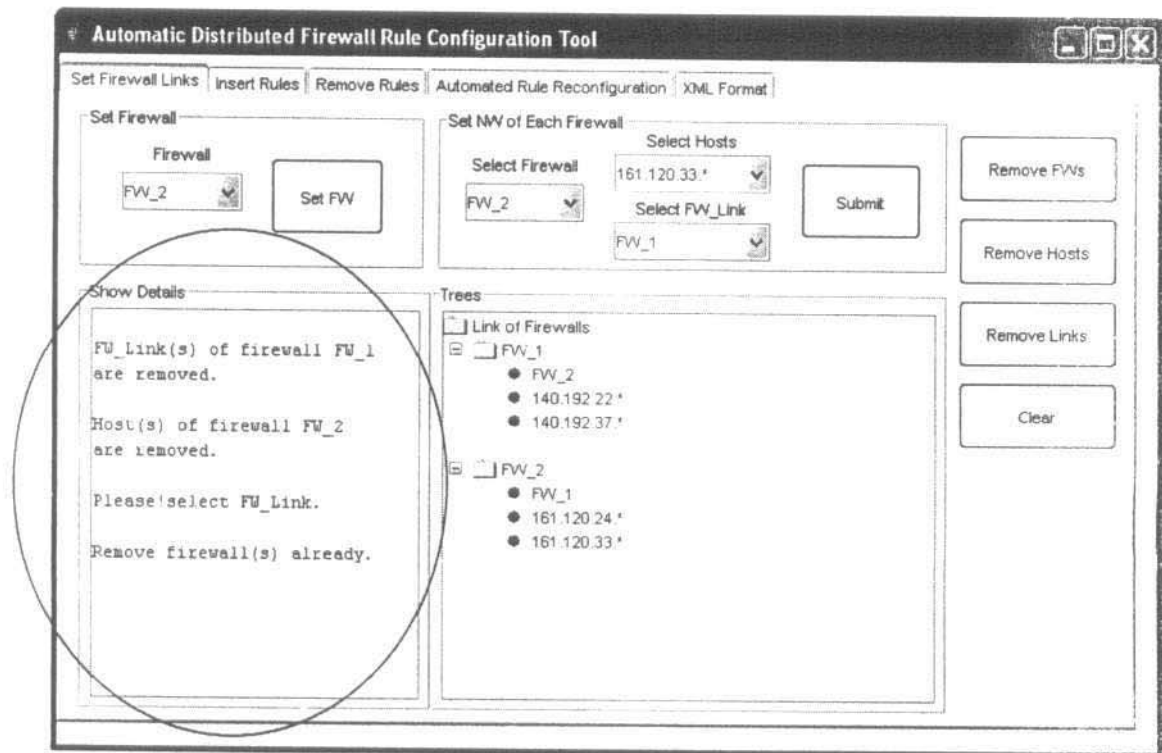 Automatic Distributed Firewall Rule Configuration Tool
Set Firewall Links Insert Rules Remove Rules Automated Rule Reconfiguration XML Format
Set Firewall
Firewall
FW_2
Set FW
Set NW of Each Firewall
Select Firewall
FW_2
Select Hosts
161.120.33.*
Select FW_Link
FW_1
Submit
Remove FWs
Remove Hosts
Remove Links
Clear
Show Details
FW_Link(s) of firewall FW_1
are removed.
Host(s) of firewall FW_2
are removed.
Please!select FW_Link.
Remove firewall(s) already.
Trees
Link of Firewalls
FW_1
FW_2
140.192.22.*
140.192.37.*
FW_2
FW_1
161.120.24.*
161.120.33.*